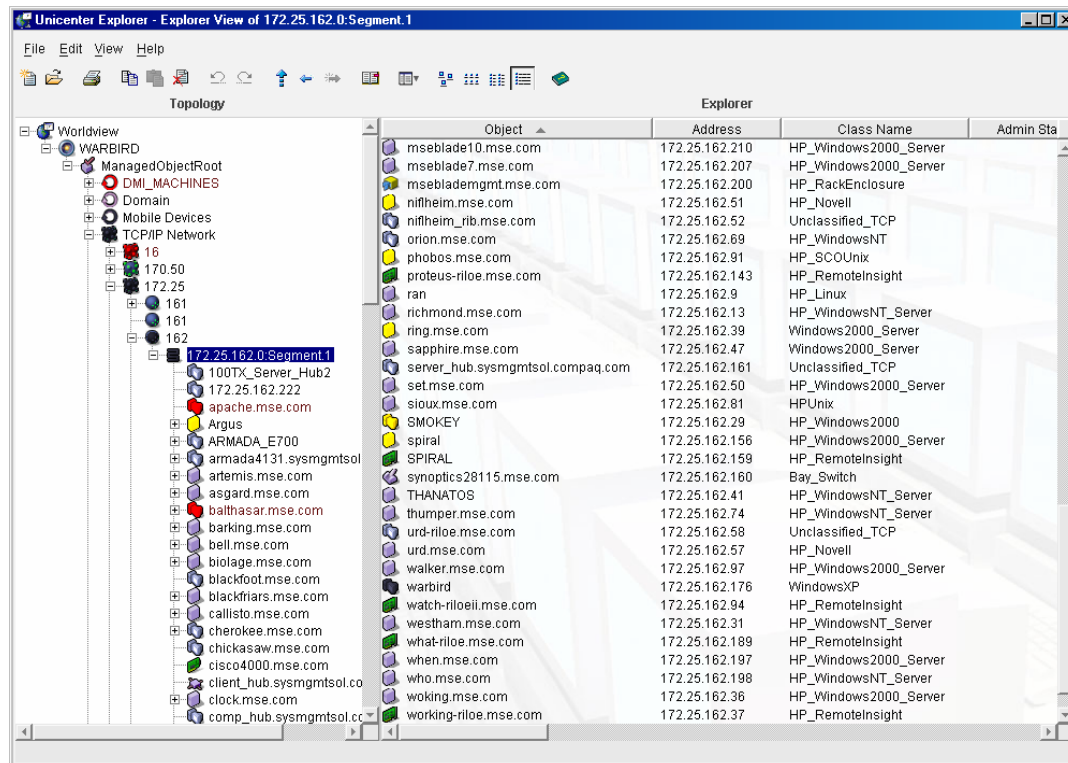 Unicenter Explorer - Explorer View of 172.25.162.0:Segment.1
File Edit View Help
Topology
Explorer
Worldview
WARBIRD
ManagedObjectRoot
DMI_MACHINES
Domain
Mobile Devices
TCP/IP Network
16
170.50
172.25
161
161
162
172.25.162.0:Segment.1
100TX_Server_Hub2
172.25.162.222
apache.mse.com
Argus
ARMADA_E700
armada4131.sysmgmtsol
artemis.mse.com
asgard.mse.com
balthasar.mse.com
barking.mse.com
bell.mse.com
biolage.mse.com
blackfoot.mse.com
blackfriars.mse.com
callisto.mse.com
cherokee.mse.com
chickasaw.mse.com
cisco4000.mse.com
client_hub.sysmgmtsol.co
clock.mse.com
comp_hub.sysmgmtsol.cc
Object Address Class Name Admin Sta
mseblade10.mse.com 172.25.162.210 HP_Windows2000_Server
mseblade7.mse.com 172.25.162.207 HP_Windows2000_Server
mseblademgmt.mse.com 172.25.162.200 HP_RackEnclosure
niflheim.mse.com 172.25.162.51 HP_Novell
niflheim_rib.mse.com 172.25.162.52 Unclassified_TCP
orion.mse.com 172.25.162.69 HP_WindowsNT
phobos.mse.com 172.25.162.91 HP_SCOUnix
proteus-riloe.mse.com 172.25.162.143 HP_RemoteInsight
ran 172.25.162.9 HP_Linux
richmond.mse.com 172.25.162.13 HP_WindowsNT_Server
ring.mse.com 172.25.162.39 Windows2000_Server
sapphire.mse.com 172.25.162.47 Windows2000_Server
server_hub.sysmgmtsol.compaq.com 172.25.162.161 Unclassified_TCP
set.mse.com 172.25.162.50 HP_Windows2000_Server
sioux.mse.com 172.25.162.81 HPUnix
SMOKEY 172.25.162.29 HP_Windows2000
spiral 172.25.162.156 HP_Windows2000_Server
SPIRAL 172.25.162.159 HP_RemoteInsight
synoptics28115.mse.com 172.25.162.160 Bay_Switch
THANATOS 172.25.162.41 HP_WindowsNT_Server
thumper.mse.com 172.25.162.74 HP_WindowsNT_Server
urd-riloe.mse.com 172.25.162.58 Unclassified_TCP
urd.mse.com 172.25.162.57 HP_Novell
walker.mse.com 172.25.162.97 HP_Windows2000_Server
warbird 172.25.162.176 WindowsXP
watch-riloeii.mse.com 172.25.162.94 HP_RemoteInsight
westham.mse.com 172.25.162.31 HP_WindowsNT_Server
what-riloe.mse.com 172.25.162.189 HP_RemoteInsight
when.mse.com 172.25.162.197 HP_Windows2000_Server
who.mse.com 172.25.162.198 HP_WindowsNT_Server
woking.mse.com 172.25.162.36 HP_Windows2000_Server
working-riloe.mse.com 172.25.162.37 HP_RemoteInsight